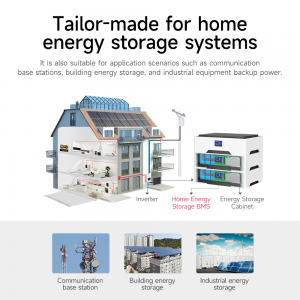 Tailor-made for home
energy storage systems
It is also suitable for application scenarios such as communication
base stations, building energy storage, and industrial equipment backup power.
Inverter
Home Energy
Storage BMS
Energy Storage
Cabinet
Communication
base station
Building energy
storage
Industrial energy
storage